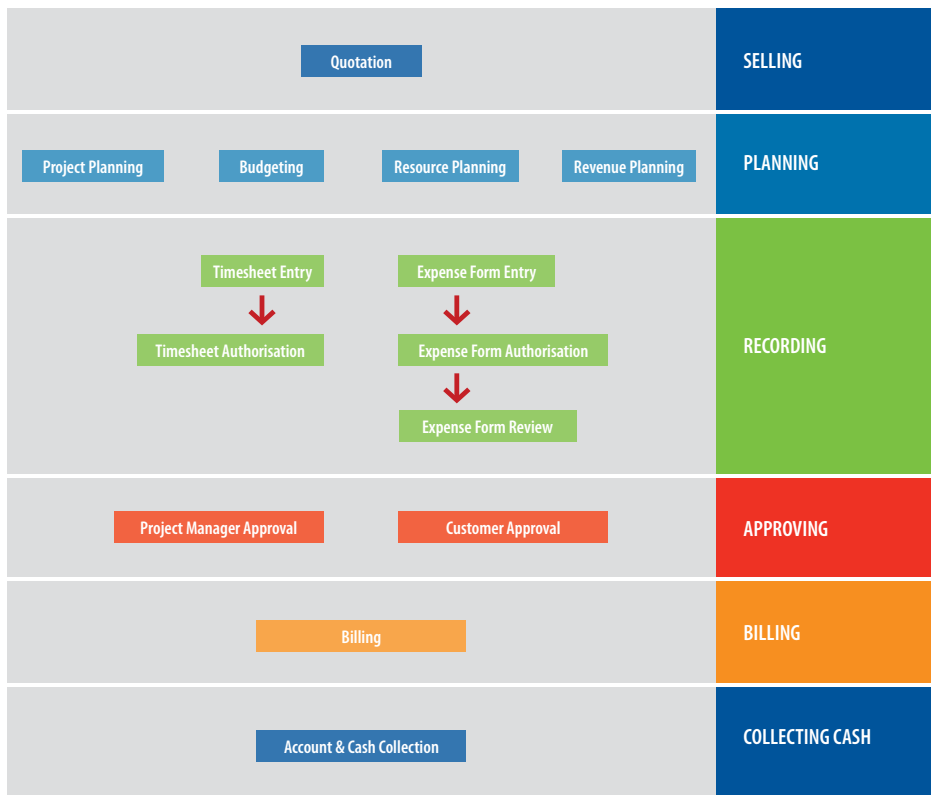 Quotation
SELLING
Project Planning
Budgeting
Resource Planning
Revenue Planning
PLANNING
Timesheet Entry
Expense Form Entry
Timesheet Authorisation
Expense Form Authorisation
Expense Form Review
RECORDING
Project Manager Approval
Customer Approval
APPROVING
Billing
BILLING
Account & Cash Collection
COLLECTING CASH